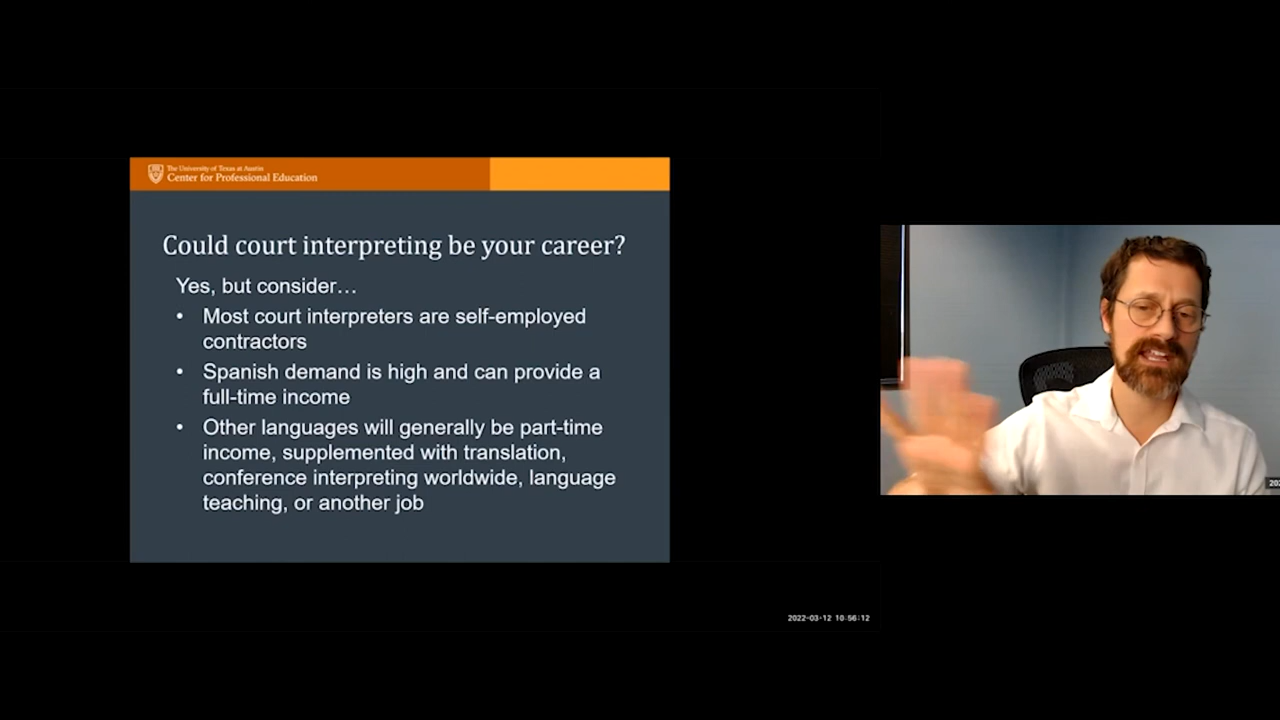 The University of Texas at Austin
Center for Professional Education
Could court interpreting be your career?
Yes, but consider…
• Most court interpreters are self-employed
contractors
• Spanish demand is high and can provide a
full-time income
• Other languages will generally be part-time
income, supplemented with translation,
conference interpreting worldwide, language
teaching, or another job
202
2022-03-12 10:56:12